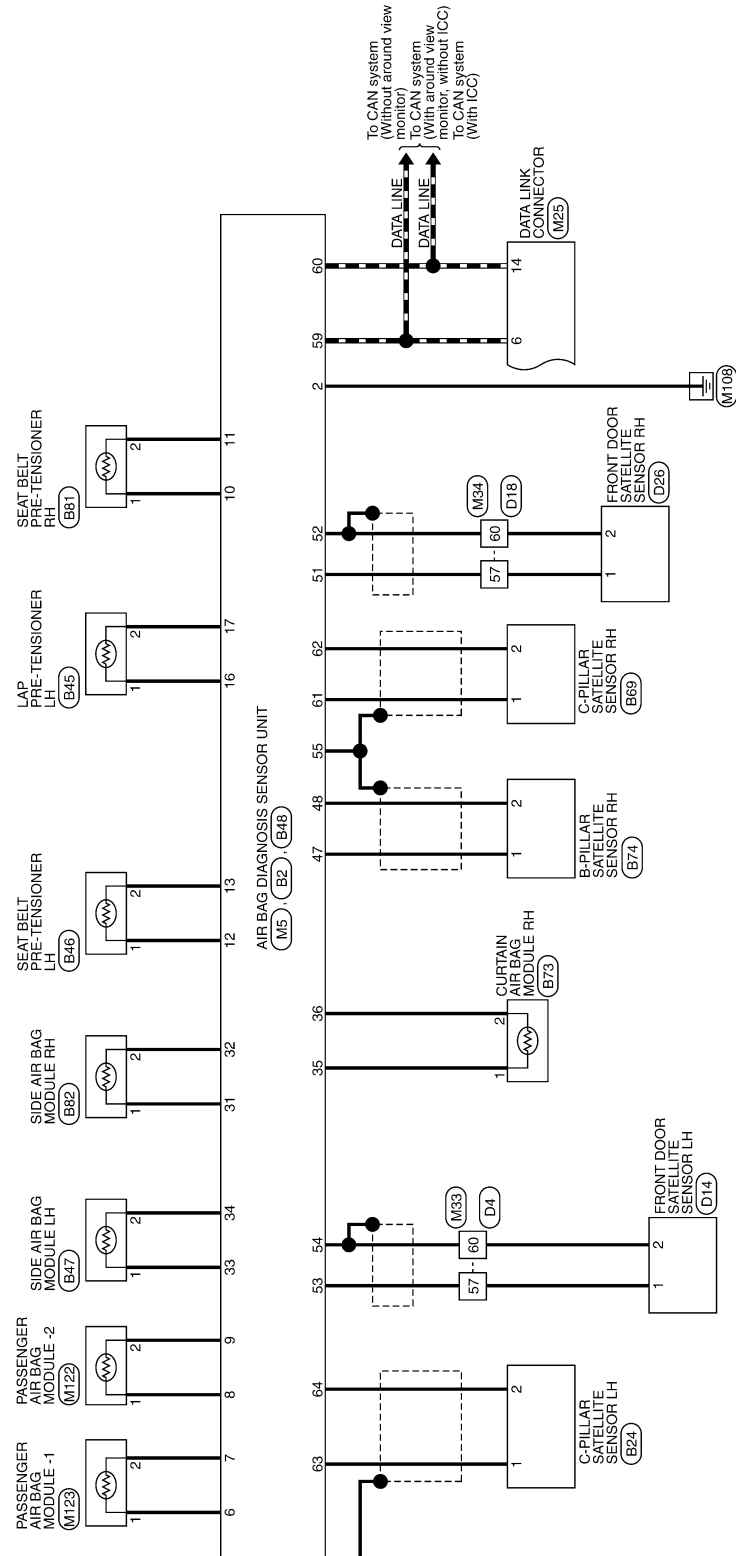 To CAN system
(Without around view
monitor)
To CAN system
(With around view
monitor, without ICC)
To CAN system
(With ICC)
DATA LINE
DATA LINE
DATA LINK
CONNECTOR
M25
60
14
59
6
2
M108
SEAT BELT
PRE-TENSIONER
RH
B81
1
2
10
11
FRONT DOOR
SATELLITE
SENSOR RH
D26
M34
D18
52
60
2
51
57
1
LAP
PRE-TENSIONER
LH
B45
1
2
16
17
C-PILLAR
SATELLITE
SENSOR RH
B69
62
2
61
1
55
AIR BAG DIAGNOSIS SENSOR UNIT
M5 , B2 , B48
B-PILLAR
SATELLITE
SENSOR RH
B74
48
2
47
1
SEAT BELT
PRE-TENSIONER
LH
B46
1
2
12
13
CURTAIN
AIR BAG
MODULE RH
B73
36
2
35
1
SIDE AIR BAG
MODULE RH
B82
1
2
31
32
SIDE AIR BAG
MODULE LH
B47
1
2
33
34
FRONT DOOR
SATELLITE
SENSOR LH
D14
M33
D4
54
60
2
53
57
1
PASSENGER
AIR BAG
MODULE -2
M122
1
2
8
9
C-PILLAR
SATELLITE
SENSOR LH
B24
64
2
63
1
PASSENGER
AIR BAG
MODULE -1
M123
1
2
6
7